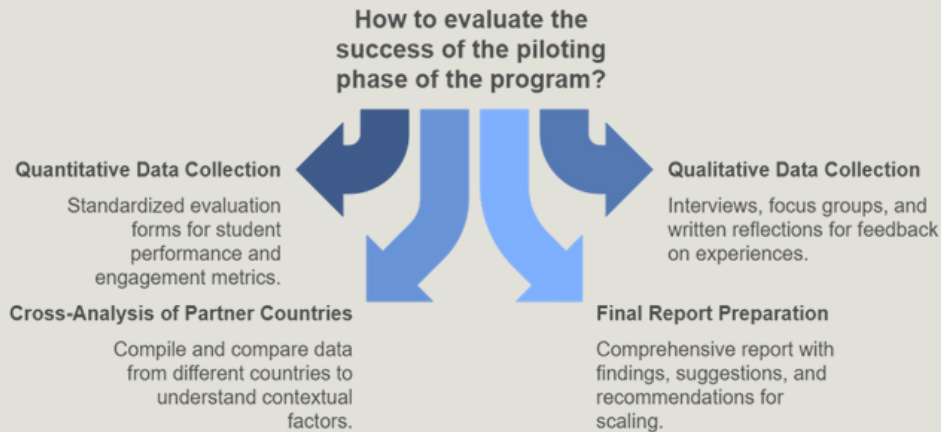 How to evaluate the
success of the piloting
phase of the program?
Quantitative Data Collection
Standardized evaluation
forms for student
performance and
engagement metrics.
Qualitative Data Collection
Interviews, focus groups, and
written reflections for feedback
on experiences.
Cross-Analysis of Partner Countries
Compile and compare data
from different countries to
understand contextual
factors.
Final Report Preparation
Comprehensive report with
findings, suggestions, and
recommendations for
scaling.